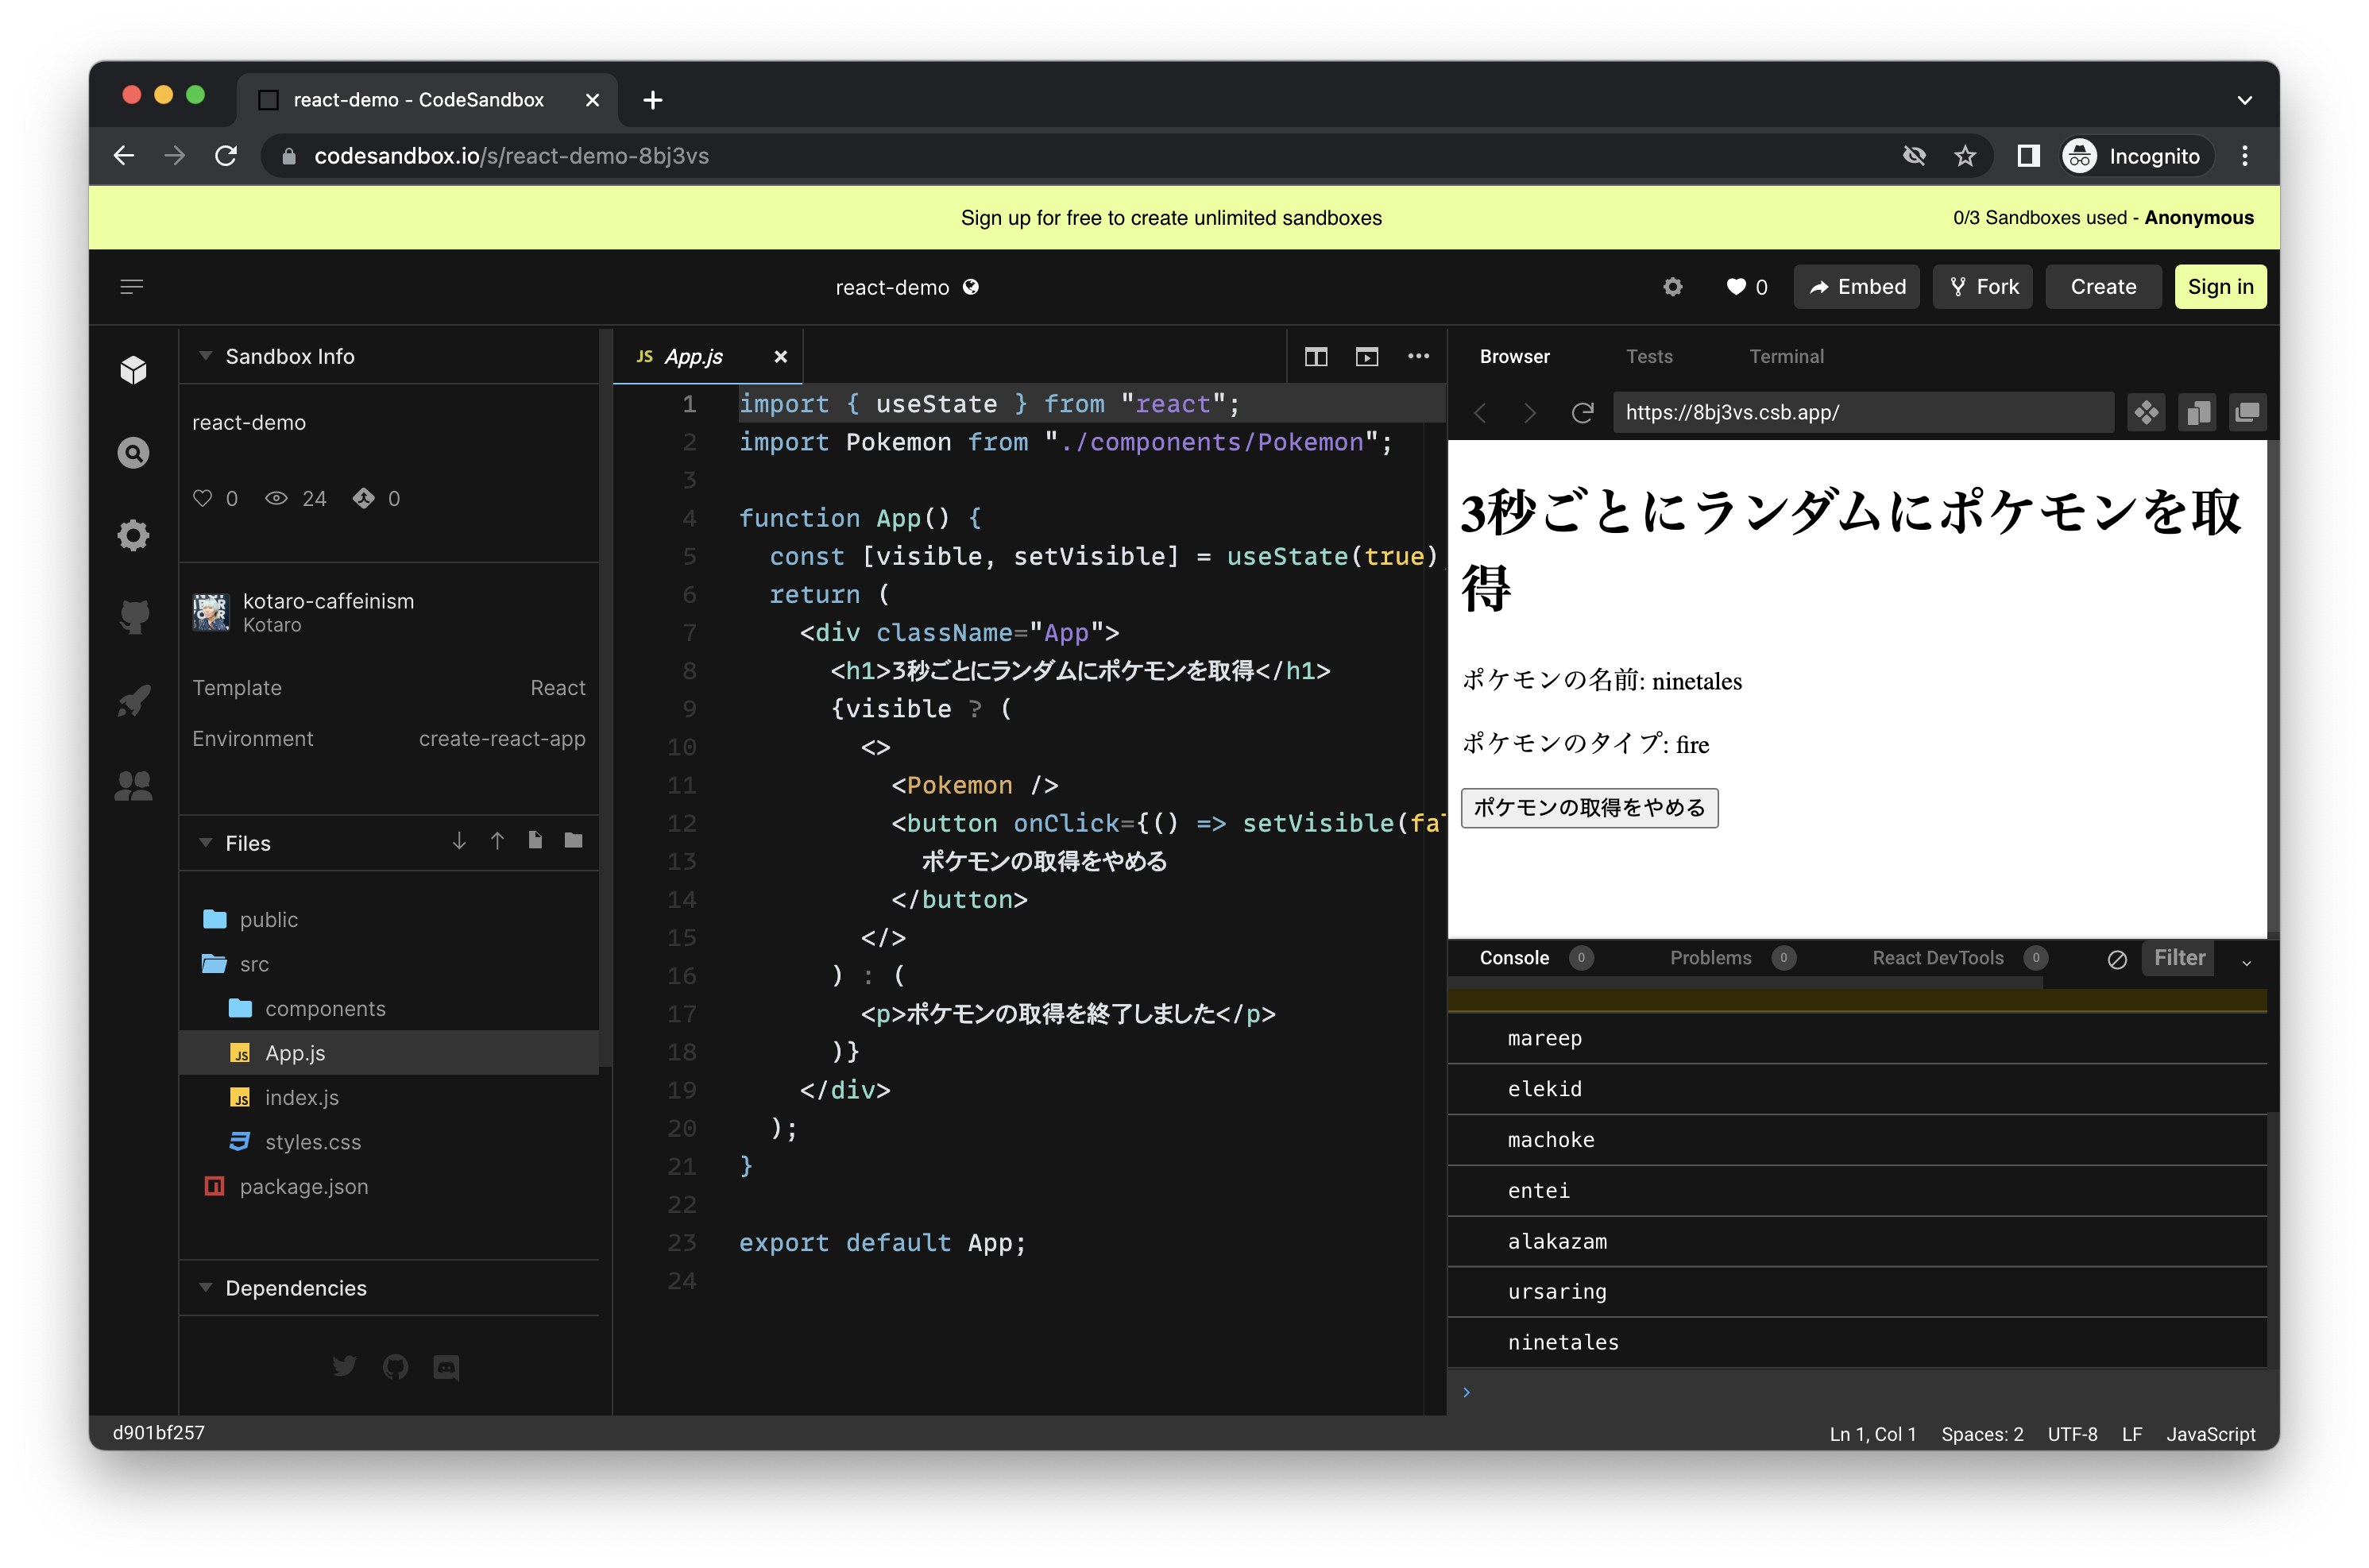 react-demo - CodeSandbox
codesandbox.io/s/react-demo-8bj3vs
Incognito
Sign up for free to create unlimited sandboxes
0/3 Sandboxes used - Anonymous
react-demo
0
Embed
Fork
Create
Sign in
Sandbox Info
react-demo
0 24 0
kotaro-caffeinism
Kotaro
Template React
Environment create-react-app
Files
public
src
components
JS App.js
JS index.js
styles.css
package.json
Dependencies
JS App.js
1 import { useState } from "react";
2 import Pokemon from "./components/Pokemon";
3
4 function App() {
5 const [visible, setVisible] = useState(true)
6 return (
7 <div className="App">
8 <h1>3秒ごとにランダムにポケモンを取得</h1>
9 {visible ? (
10 <>
11 <Pokemon />
12 <button onClick={() => setVisible(fal
13 ポケモンの取得をやめる
14 </button>
15 </>
16 ) : (
17 <p>ポケモンの取得を終了しました</p>
18 )}
19 </div>
20 );
21 }
22
23 export default App;
24
Browser Tests Terminal
https://8bj3vs.csb.app/
3秒ごとにランダムにポケモンを取
得
ポケモンの名前: ninetales
ポケモンのタイプ: fire
ポケモンの取得をやめる
Console 0 Problems 0 React DevTools 0 Filter
mareep
elekid
machoke
entei
alakazam
ursaring
ninetales
d901bf257
Ln 1, Col 1 Spaces: 2 UTF-8 LF JavaScript